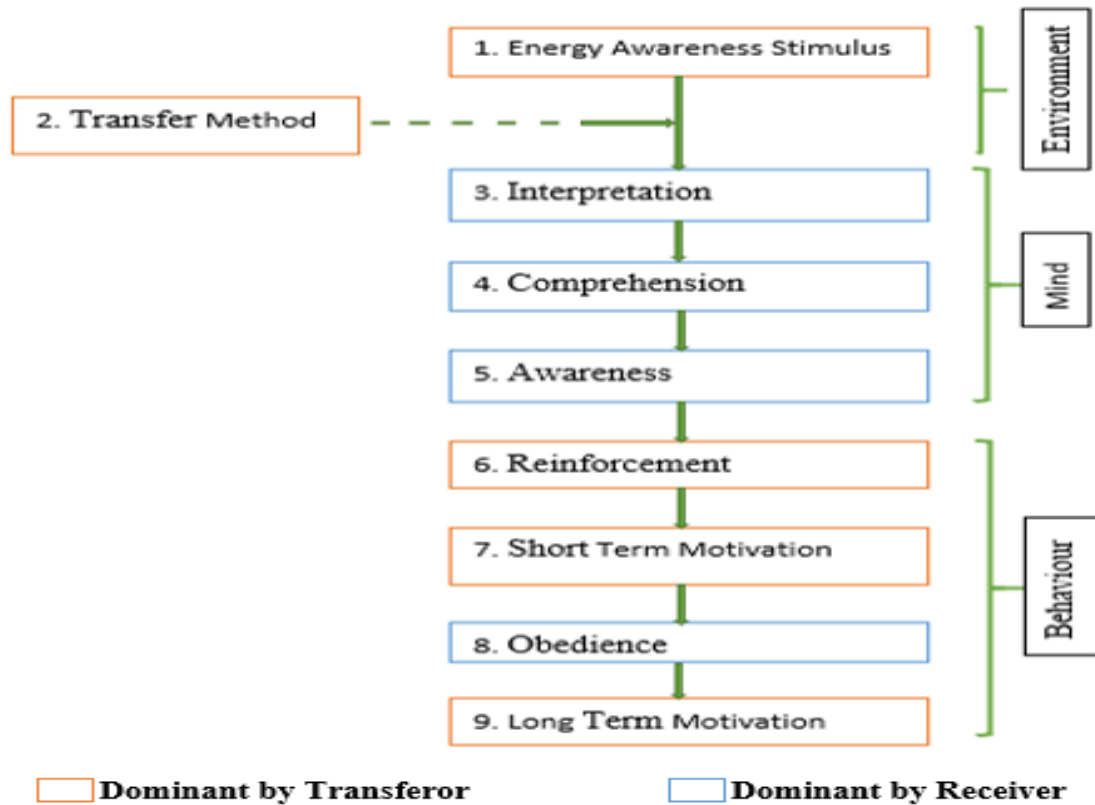 1. Energy Awareness Stimulus
2. Transfer Method
3. Interpretation
4. Comprehension
5. Awareness
6. Reinforcement
7. Short Term Motivation
8. Obedience
9. Long Term Motivation
Environment
Mind
Behaviour
Dominant by Transferor
Dominant by Receiver